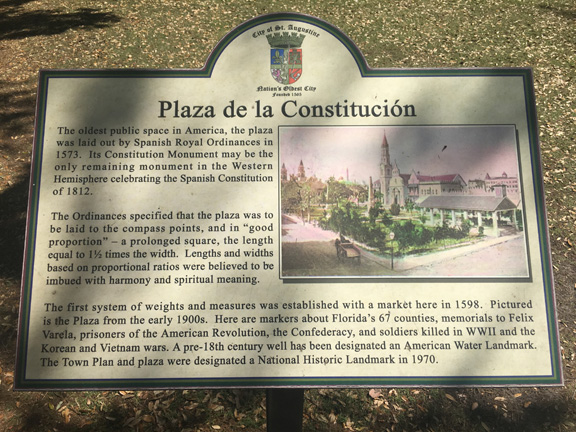 City of St. Augustine
Nation's Oldest City
Founded 1565
Plaza de la Constitución
The oldest public space in America, the plaza
was laid out by Spanish Royal Ordinances in
1573. Its Constitution Monument may be the
only remaining monument in the Western
Hemisphere celebrating the Spanish Constitution
of 1812.
The Ordinances specified that the plaza was to
be laid to the compass points, and in "good
proportion" – a prolonged square, the length
equal to 1½ times the width. Lengths and widths
based on proportional ratios were believed to be
imbued with harmony and spiritual meaning.
The first system of weights and measures was established with a market here in 1598. Pictured
is the Plaza from the early 1900s. Here are markers about Florida's 67 counties, memorials to Felix
Varela, prisoners of the American Revolution, the Confederacy, and soldiers killed in WWII and the
Korean and Vietnam wars. A pre-18th century well has been designated an American Water Landmark.
The Town Plan and plaza were designated a National Historic Landmark in 1970.